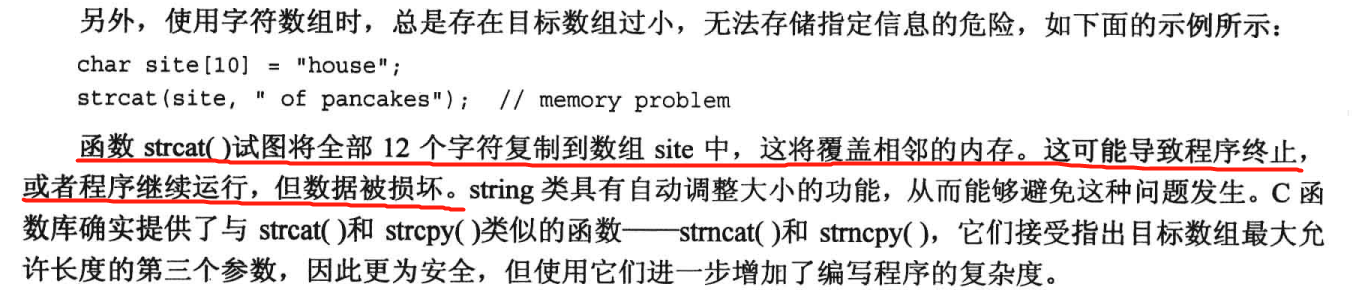 另外，使用字符数组时，总是存在目标数组过小，无法存储指定信息的危险，如下面的示例所示：
char site[10] = "house";
strcat(site, " of pancakes");  // memory problem
函数 strcat( )试图将全部 12 个字符复制到数组 site 中，这将覆盖相邻的内存。这可能导致程序终止，
或者程序继续运行，但数据被损坏。string 类具有自动调整大小的功能，从而能够避免这种问题发生。C 函
数库确实提供了与 strcat( )和 strcpy( )类似的函数——strncat( )和 strncpy( )，它们接受指出目标数组最大允
许长度的第三个参数，因此更为安全，但使用它们进一步增加了编写程序的复杂度。